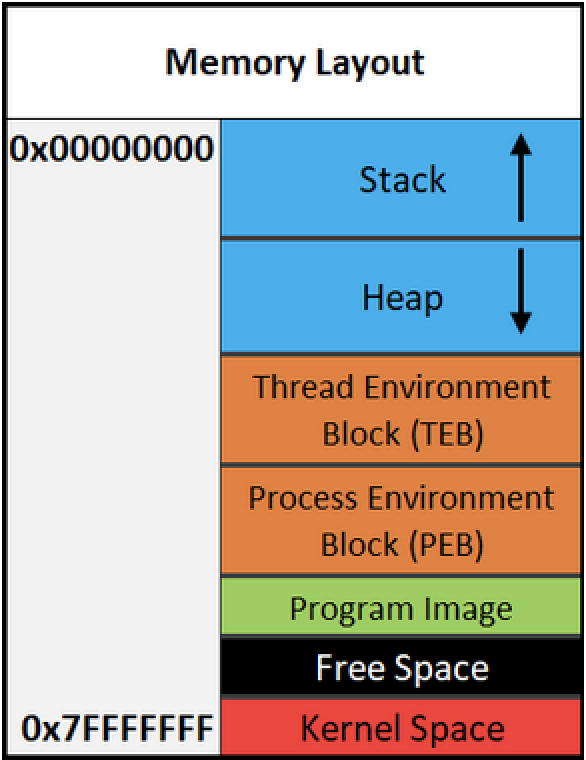 Memory Layout
0x00000000
Stack
Heap
Thread Environment
Block (TEB)
Process Environment
Block (PEB)
Program Image
Free Space
0x7FFFFFFF
Kernel Space